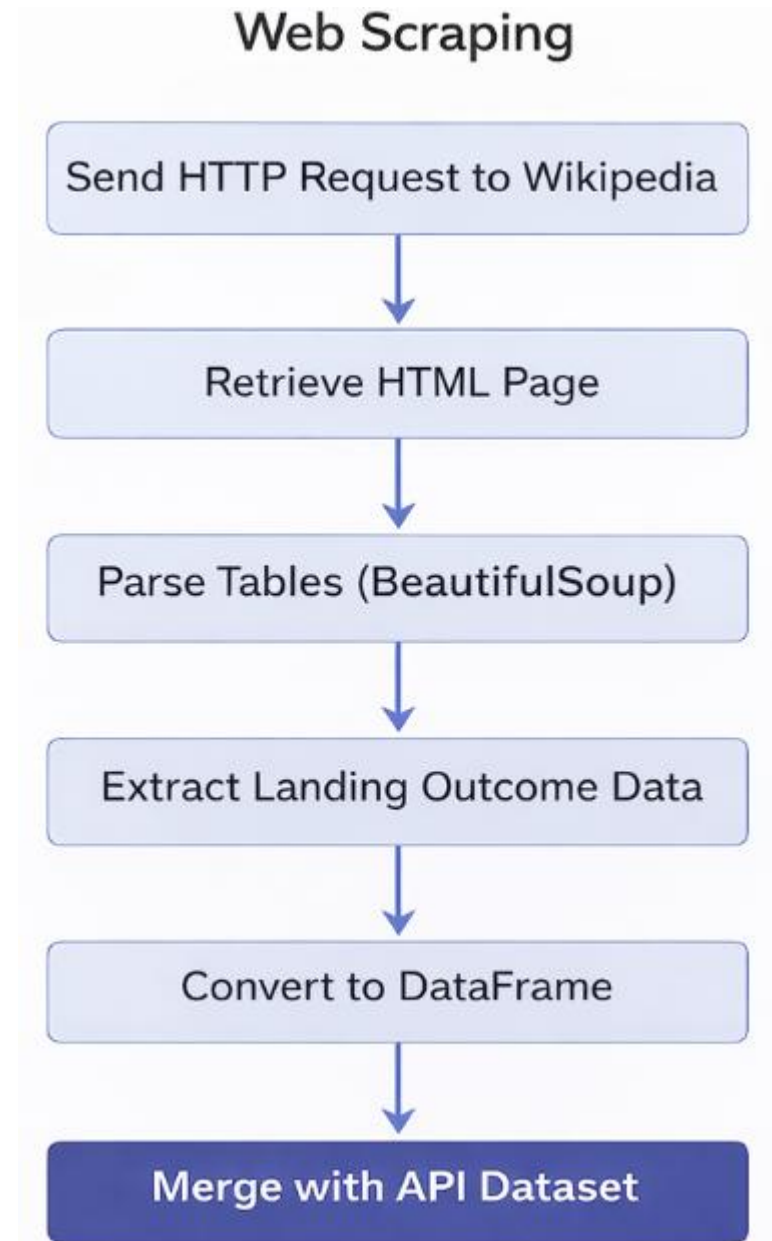 Web Scraping
Send HTTP Request to Wikipedia
Retrieve HTML Page
Parse Tables (BeautifulSoup)
Extract Landing Outcome Data
Convert to DataFrame
Merge with API Dataset